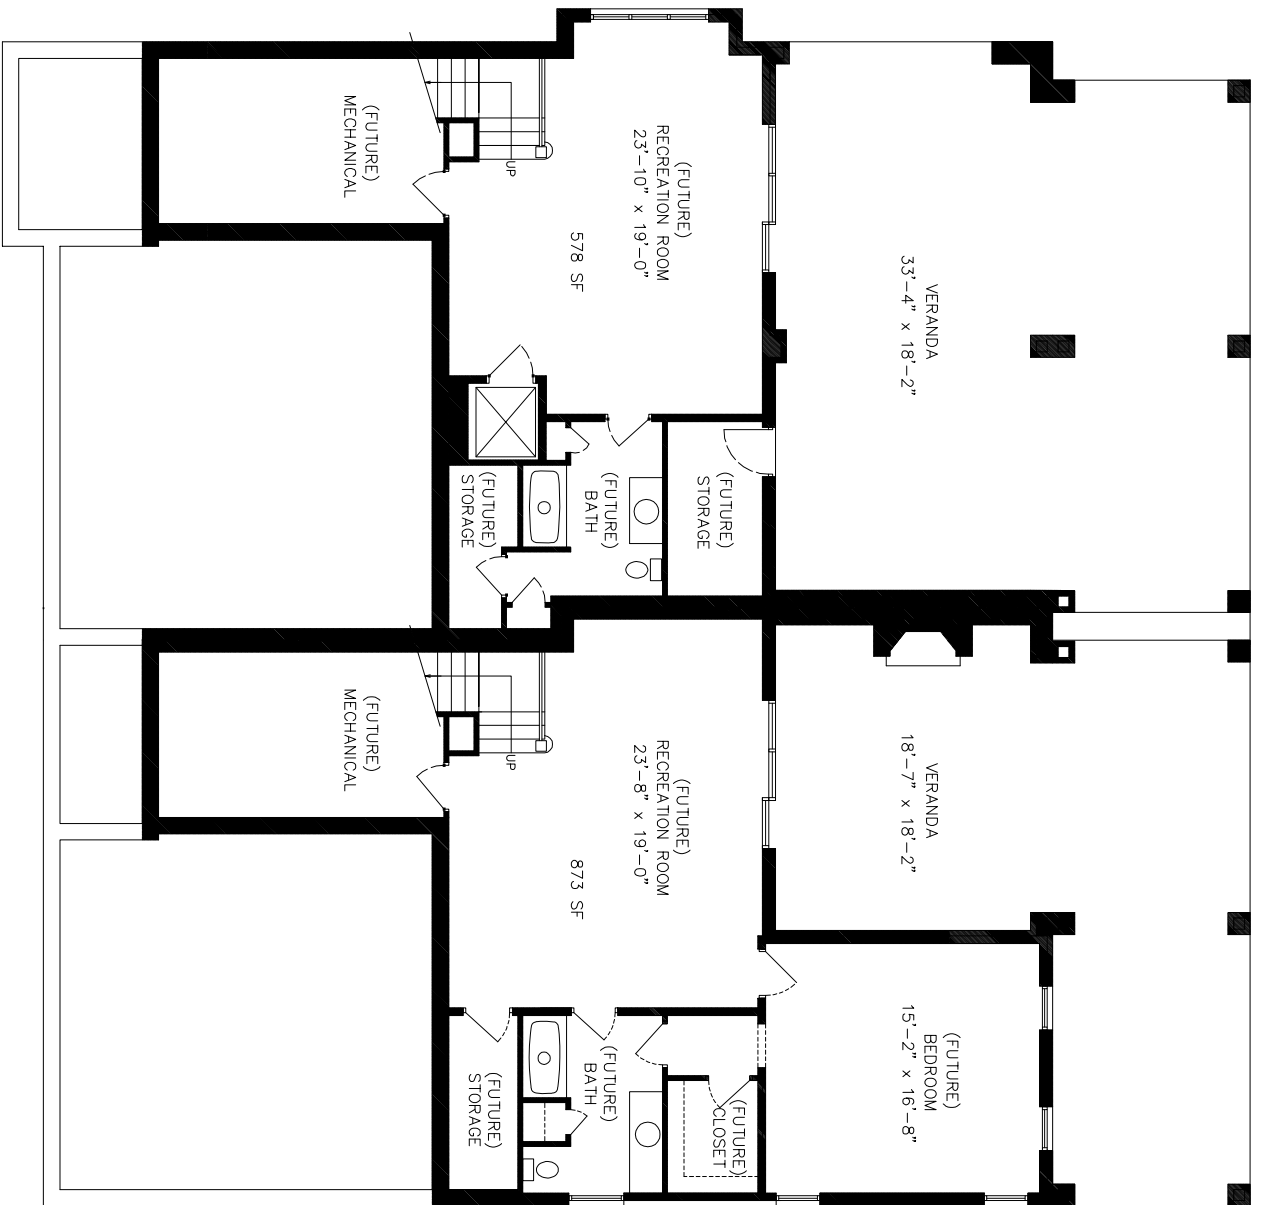 (FUTURE)
MECHANICAL
UP
(FUTURE)
RECREATION ROOM
23'-10" x 19'-0"
578 SF
VERANDA
33'-4" x 18'-2"
(FUTURE)
STORAGE
(FUTURE)
BATH
(FUTURE)
STORAGE
(FUTURE)
MECHANICAL
UP
(FUTURE)
RECREATION ROOM
23'-8" x 19'-0"
873 SF
VERANDA
18'-7" x 18'-2"
(FUTURE)
BEDROOM
15'-2" x 16'-8"
(FUTURE)
STORAGE
(FUTURE)
BATH
(FUTURE)
CLOSET